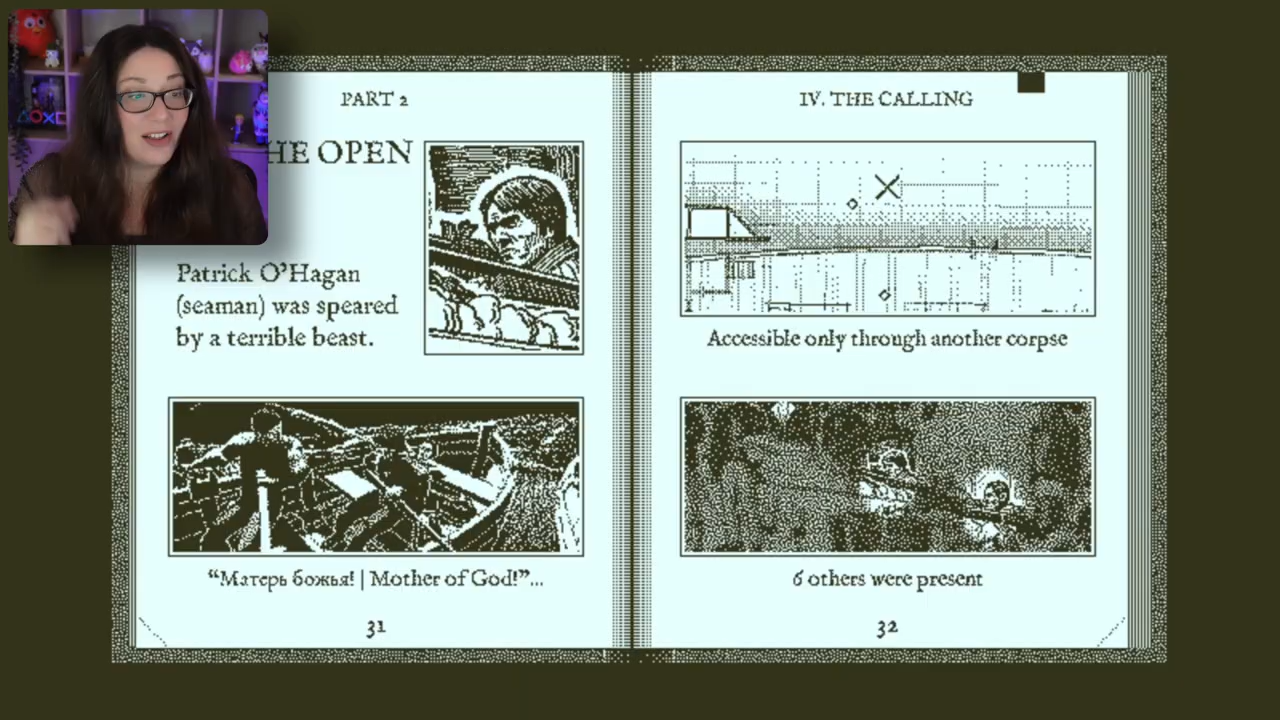 PART 2
HE OPEN
Patrick O'Hagan
(seaman) was speared
by a terrible beast.
"Матерь божья! | Mother of God!"...
31
IV. THE CALLING
Accessible only through another corpse
6 others were present
32